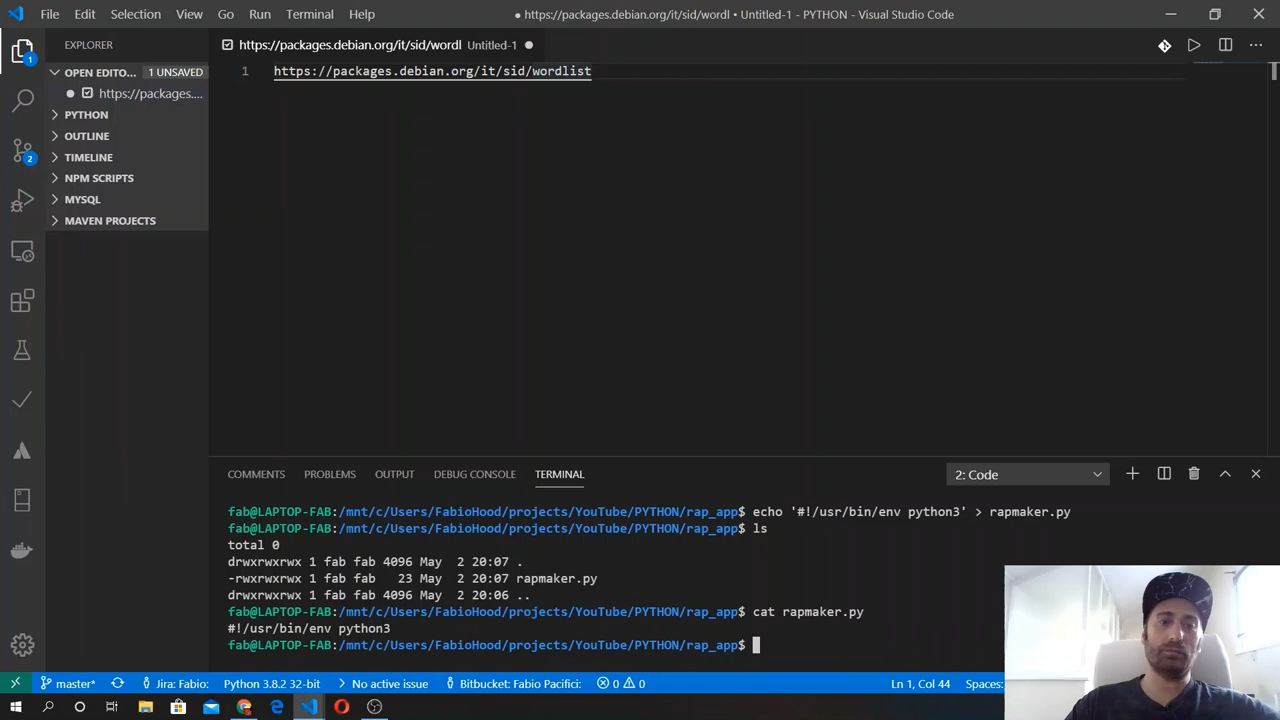 File Edit Selection View Go Run Terminal Help
● https://packages.debian.org/it/sid/wordl • Untitled-1 - PYTHON - Visual Studio Code
EXPLORER
https://packages.debian.org/it/sid/wordl Untitled-1
OPEN EDITO... 1 UNSAVED
https://packages....
1 https://packages.debian.org/it/sid/wordlist
PYTHON
OUTLINE
TIMELINE
NPM SCRIPTS
MYSQL
MAVEN PROJECTS
1
2
COMMENTS PROBLEMS OUTPUT DEBUG CONSOLE TERMINAL 2: Code
fab@LAPTOP-FAB:/mnt/c/Users/FabioHood/projects/YouTube/PYTHON/rap_app$ echo '#!/usr/bin/env python3' > rapmaker.py
fab@LAPTOP-FAB:/mnt/c/Users/FabioHood/projects/YouTube/PYTHON/rap_app$ ls
total 0
drwxrwxrwx 1 fab fab 4096 May  2 20:07 .
-rwxrwxrwx 1 fab fab   23 May  2 20:07 rapmaker.py
drwxrwxrwx 1 fab fab 4096 May  2 20:06 ..
fab@LAPTOP-FAB:/mnt/c/Users/FabioHood/projects/YouTube/PYTHON/rap_app$ cat rapmaker.py
#!/usr/bin/env python3
fab@LAPTOP-FAB:/mnt/c/Users/FabioHood/projects/YouTube/PYTHON/rap_app$
master* Jira: Fabio: Python 3.8.2 32-bit No active issue Bitbucket: Fabio Pacifici: 0 0 Ln 1, Col 44 Spaces: